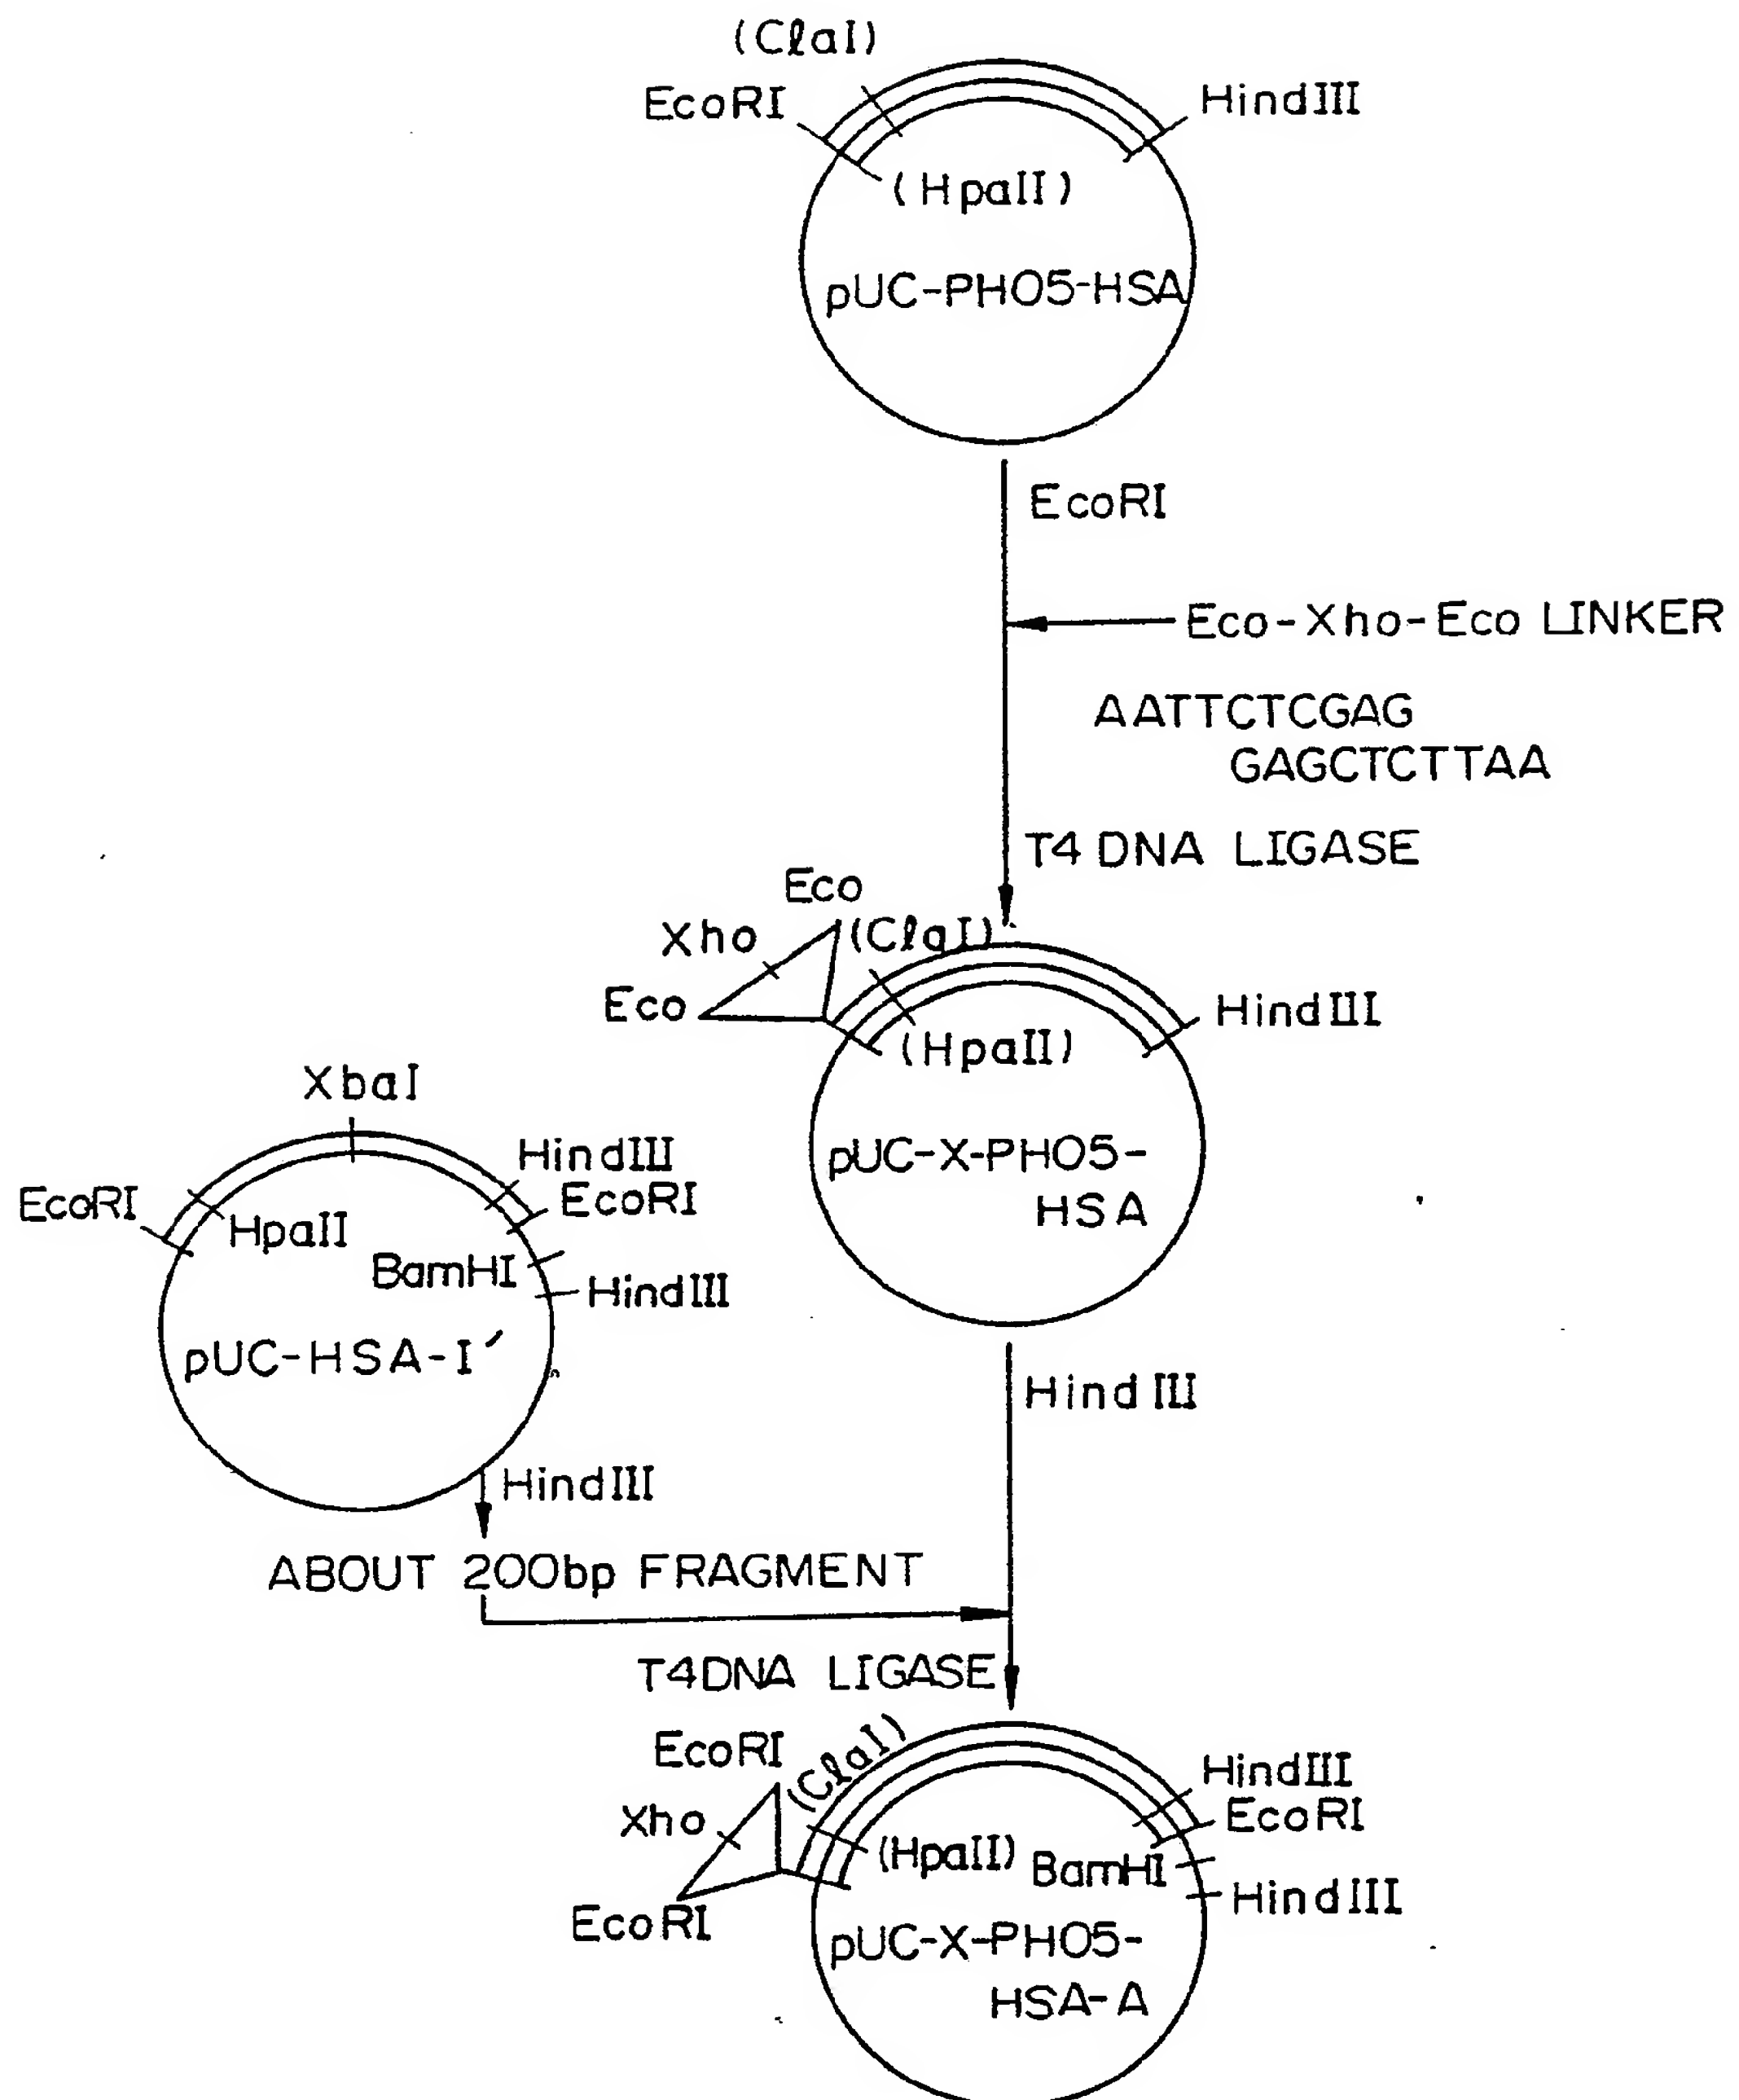 (ClaI)
EcoRI
HindIII
(HpaII)
pUC-PHO5-HSA
EcoRI
Eco-Xho-Eco LINKER
AATTCTCGAG
GAGCTCTTAA
T4 DNA LIGASE
Eco
Xho
(ClaI)
Eco
HindIII
(HpaII)
pUC-X-PHO5-
HSA
XbaI
HindIII
EcoRI
EcoRI
HpaII
BamHI
HindIII
pUC-HSA-I′
HindIII
HindIII
ABOUT 200bp FRAGMENT
T4DNA LIGASE
EcoRI
(ClaI)
Xho
HindIII
EcoRI
(HpaII)
BamHI
HindIII
EcoRI
pUC-X-PHO5-
HSA-A